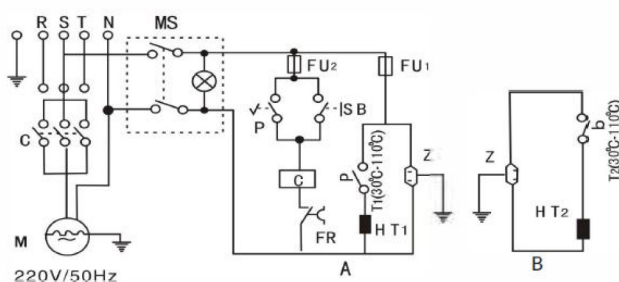 R S T N MS
FU2 FU1
C P SB
C P T1(30℃-110℃) Z
M FR HT1
220V/50Hz A
Z b T2(30℃-110℃)
HT2
B